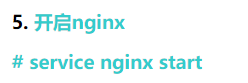 5. 开启nginx
# service nginx start